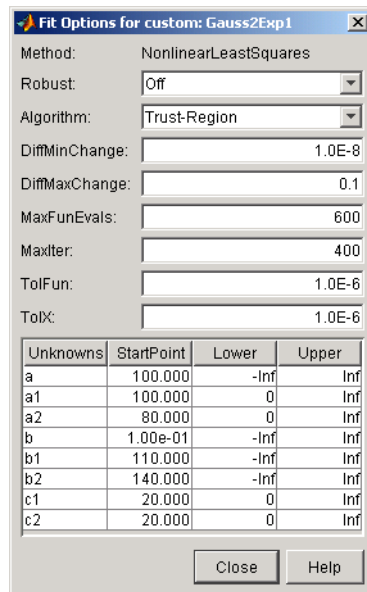 Fit Options for custom: Gauss2Exp1
Method: NonlinearLeastSquares
Robust: Off
Algorithm: Trust-Region
DiffMinChange: 1.0E-8
DiffMaxChange: 0.1
MaxFunEvals: 600
MaxIter: 400
TolFun: 1.0E-6
TolX: 1.0E-6
Unknowns StartPoint Lower Upper
a 100.000 -Inf Inf
a1 100.000 0 Inf
a2 80.000 0 Inf
b 1.00e-01 -Inf Inf
b1 110.000 -Inf Inf
b2 140.000 -Inf Inf
c1 20.000 0 Inf
c2 20.000 0 Inf
Close Help